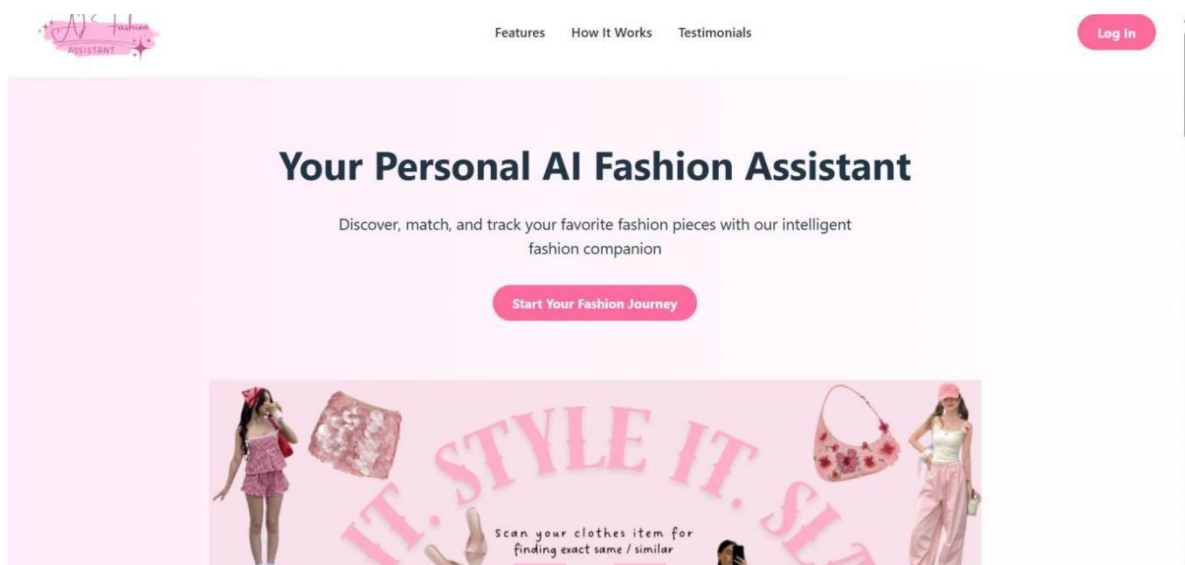 Fashion
ASSISTANT
Features How It Works Testimonials
Log In
Your Personal AI Fashion Assistant
Discover, match, and track your favorite fashion pieces with our intelligent
fashion companion
Start Your Fashion Journey
IT. STYLE IT.
Scan your clothes item for
finding exact same / similar